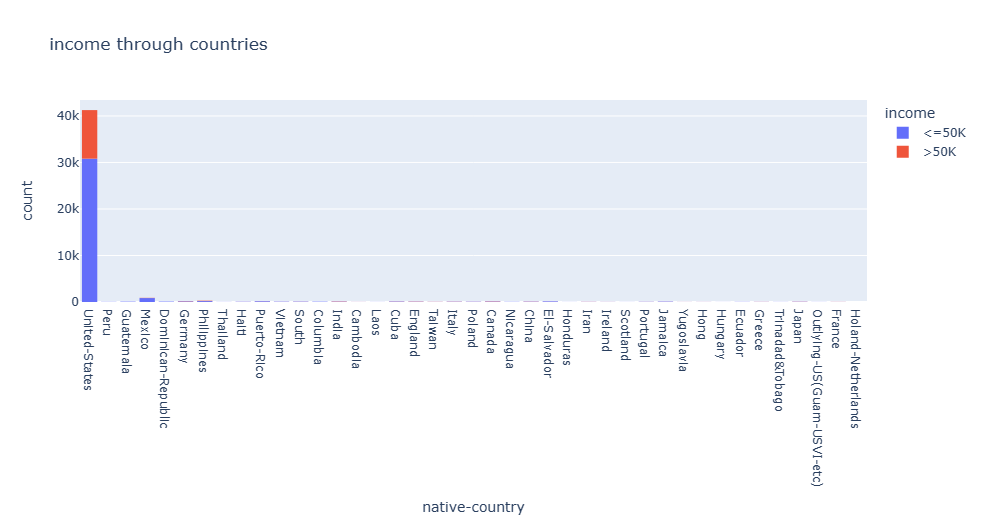 income through countries
40k
30k
20k
10k
0
count
United-States
Peru
Guatemala
Mexico
Dominican-Republic
Germany
Philippines
Thailand
Haiti
Puerto-Rico
Vietnam
South
Columbia
India
Cambodia
Laos
Cuba
England
Taiwan
Italy
Poland
Canada
Nicaragua
China
El-Salvador
Honduras
Iran
Ireland
Scotland
Portugal
Jamaica
Yugoslavia
Hong
Hungary
Ecuador
Greece
Trinadad&Tobago
Japan
Outlying-US(Guam-USVI-etc)
France
Holand-Netherlands
native-country
income
<=50K
>50K